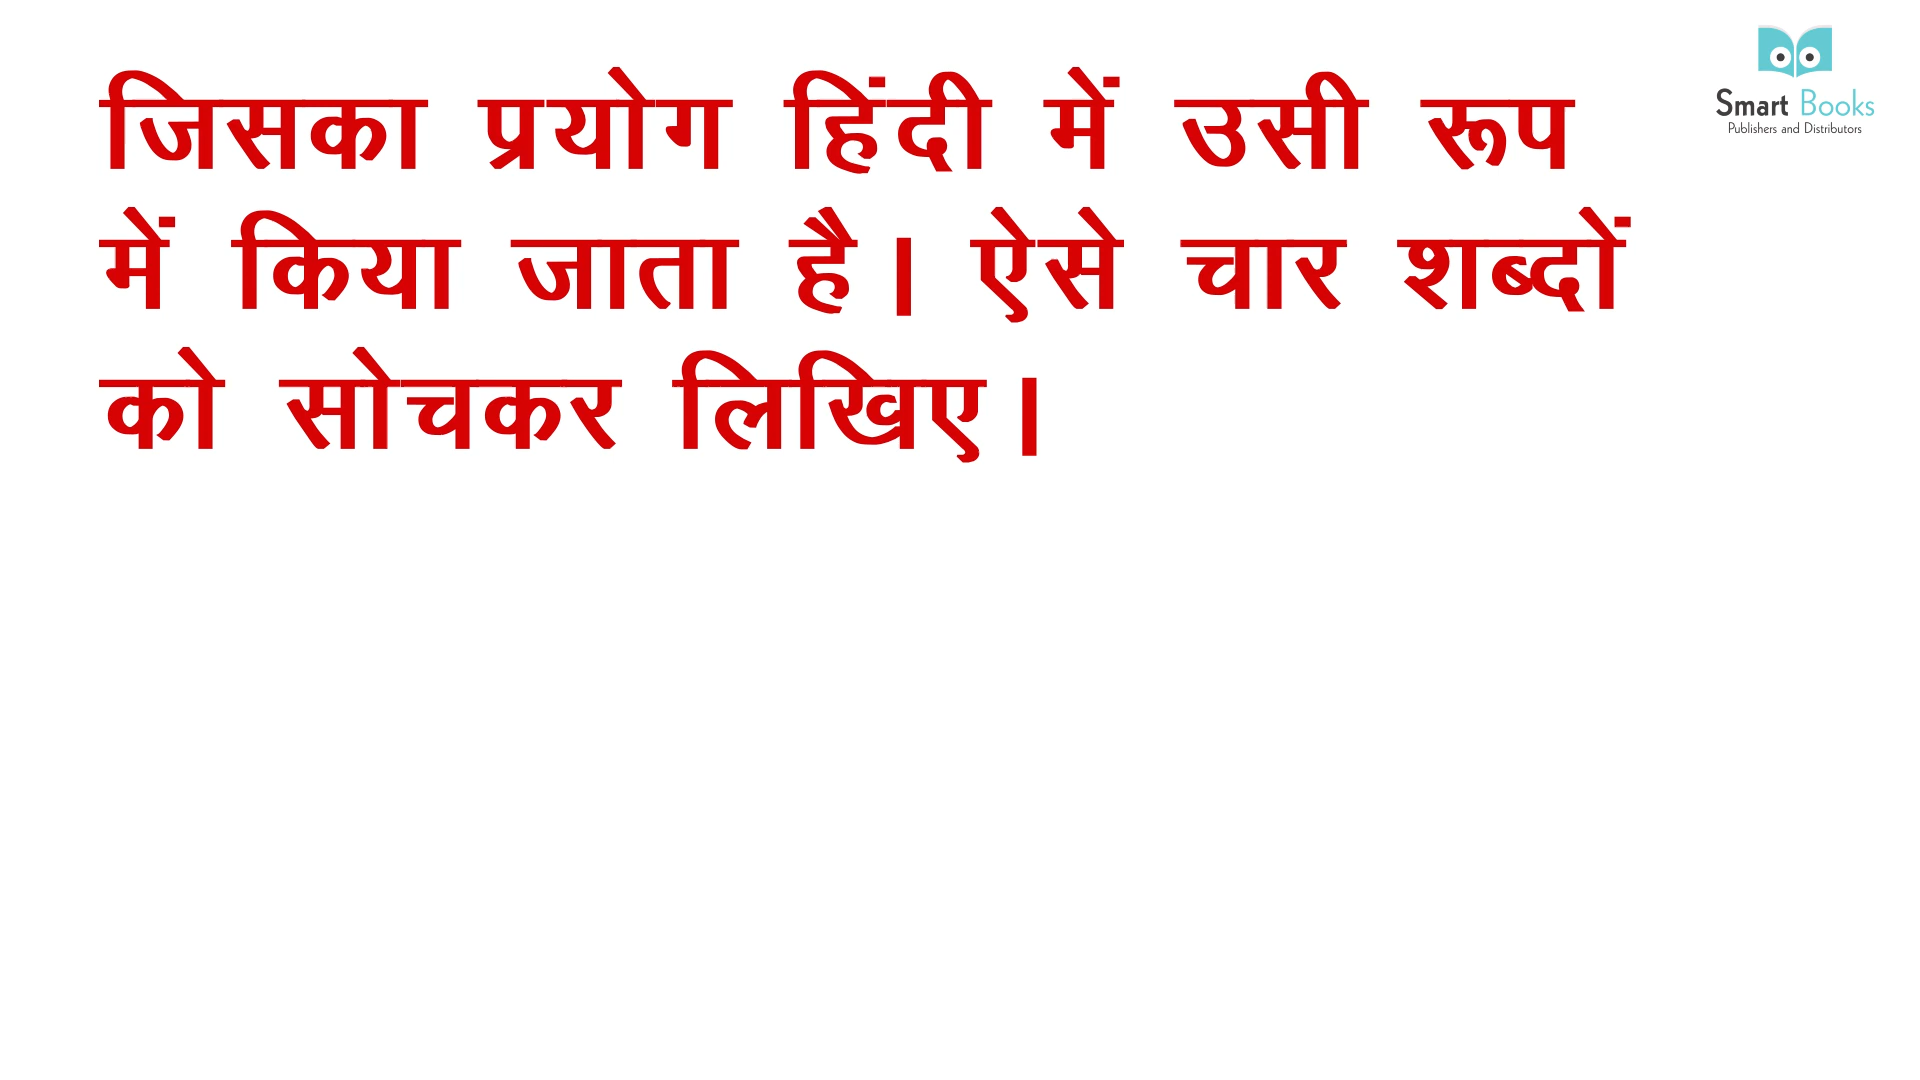 जिसका प्रयोग हिंदी में उसी रूप
में किया जाता है। ऐसे चार शब्दों
को सोचकर लिखिए।
Smart Books
Publishers and Distributors